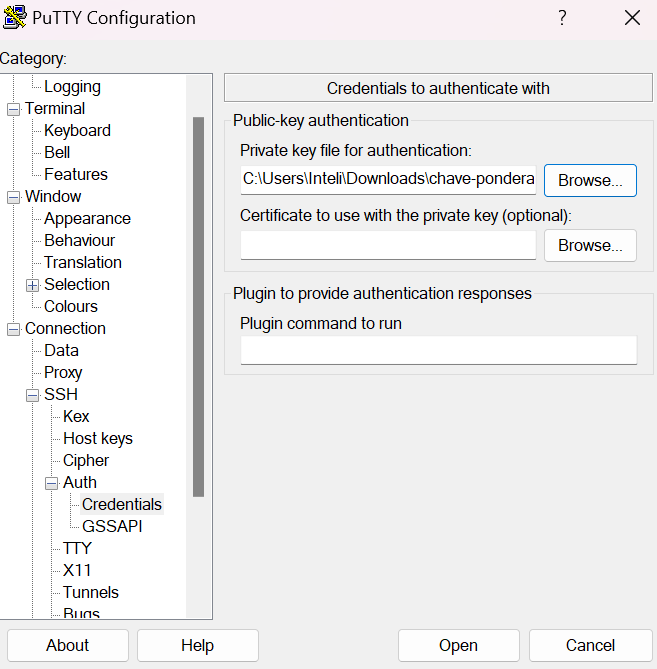 PuTTY Configuration
Category:
Logging
Terminal
Keyboard
Bell
Features
Window
Appearance
Behaviour
Translation
Selection
Colours
Connection
Data
Proxy
SSH
Kex
Host keys
Cipher
Auth
Credentials
GSSAPI
TTY
X11
Tunnels
Bugs
Credentials to authenticate with
Public-key authentication
Private key file for authentication:
C:\Users\Inteli\Downloads\chave-pondera
Browse...
Certificate to use with the private key (optional):
Browse...
Plugin to provide authentication responses
Plugin command to run
About
Help
Open
Cancel